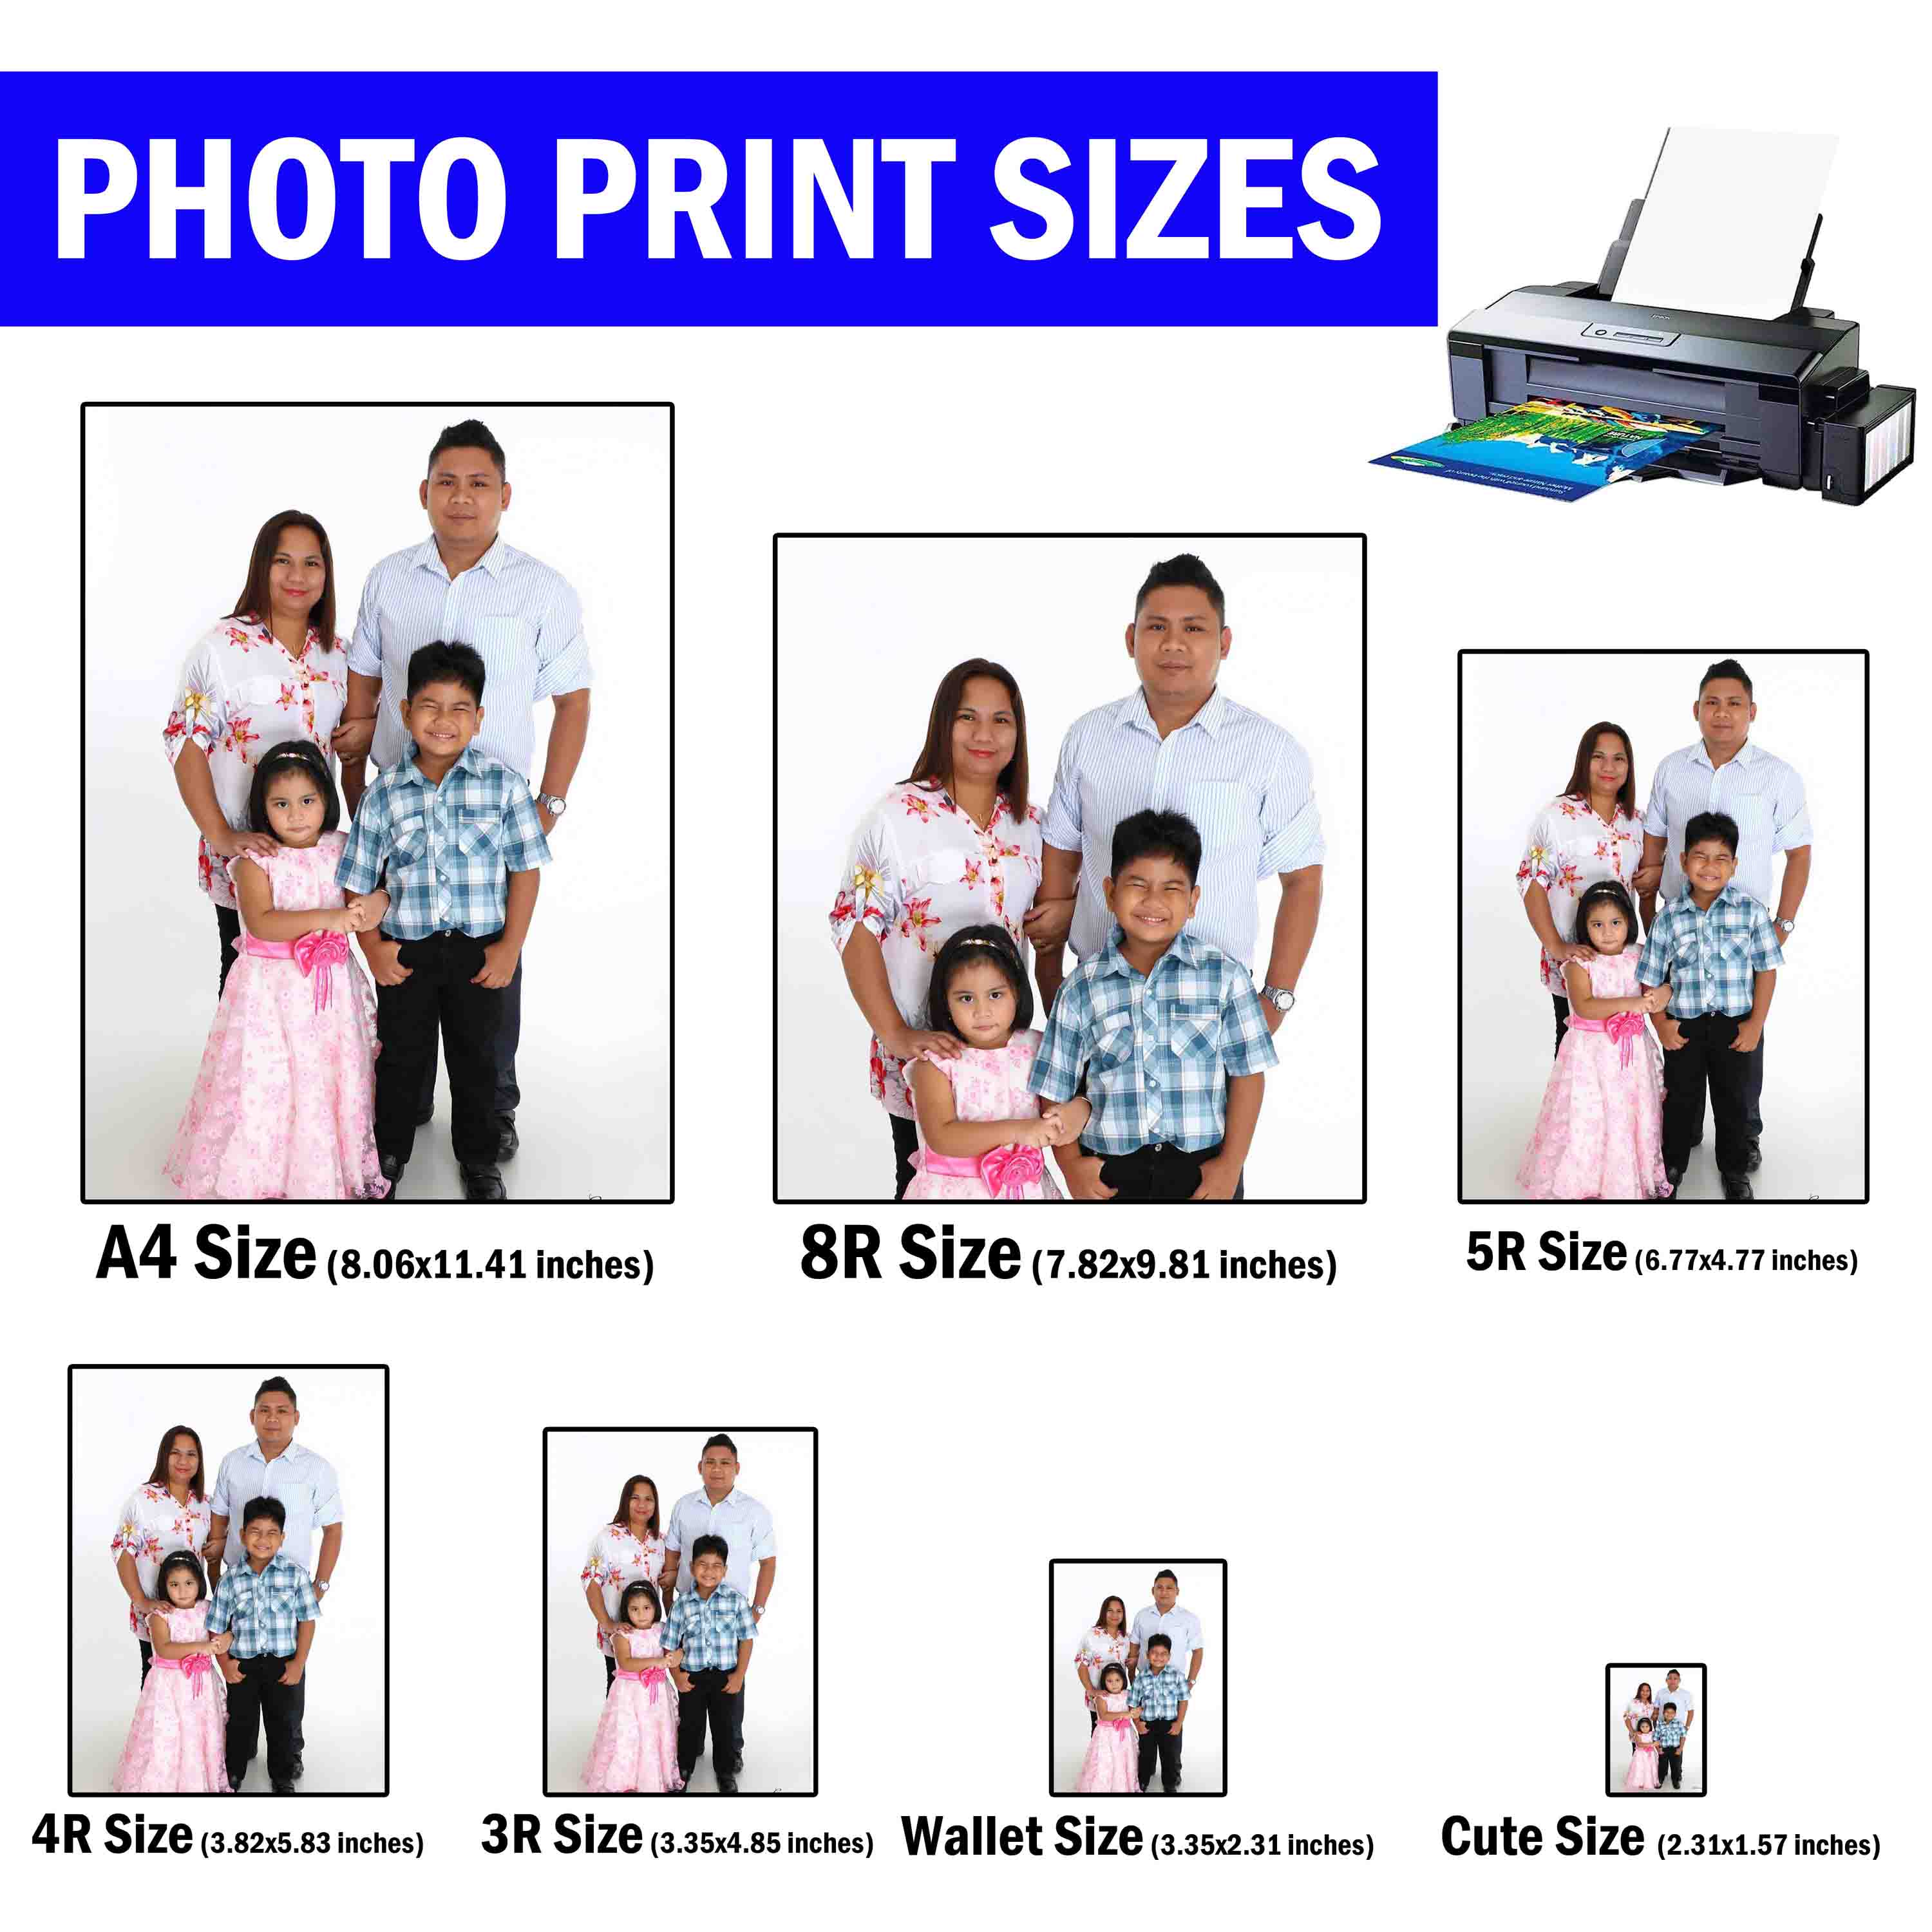 PHOTO PRINT SIZES
EPSON
NATURE
A4 Size (8.06x11.41 inches)
8R Size (7.82x9.81 inches)
5R Size (6.77x4.77 inches)
4R Size (3.82x5.83 inches)
3R Size (3.35x4.85 inches)
Wallet Size (3.35x2.31 inches)
Cute Size (2.31x1.57 inches)